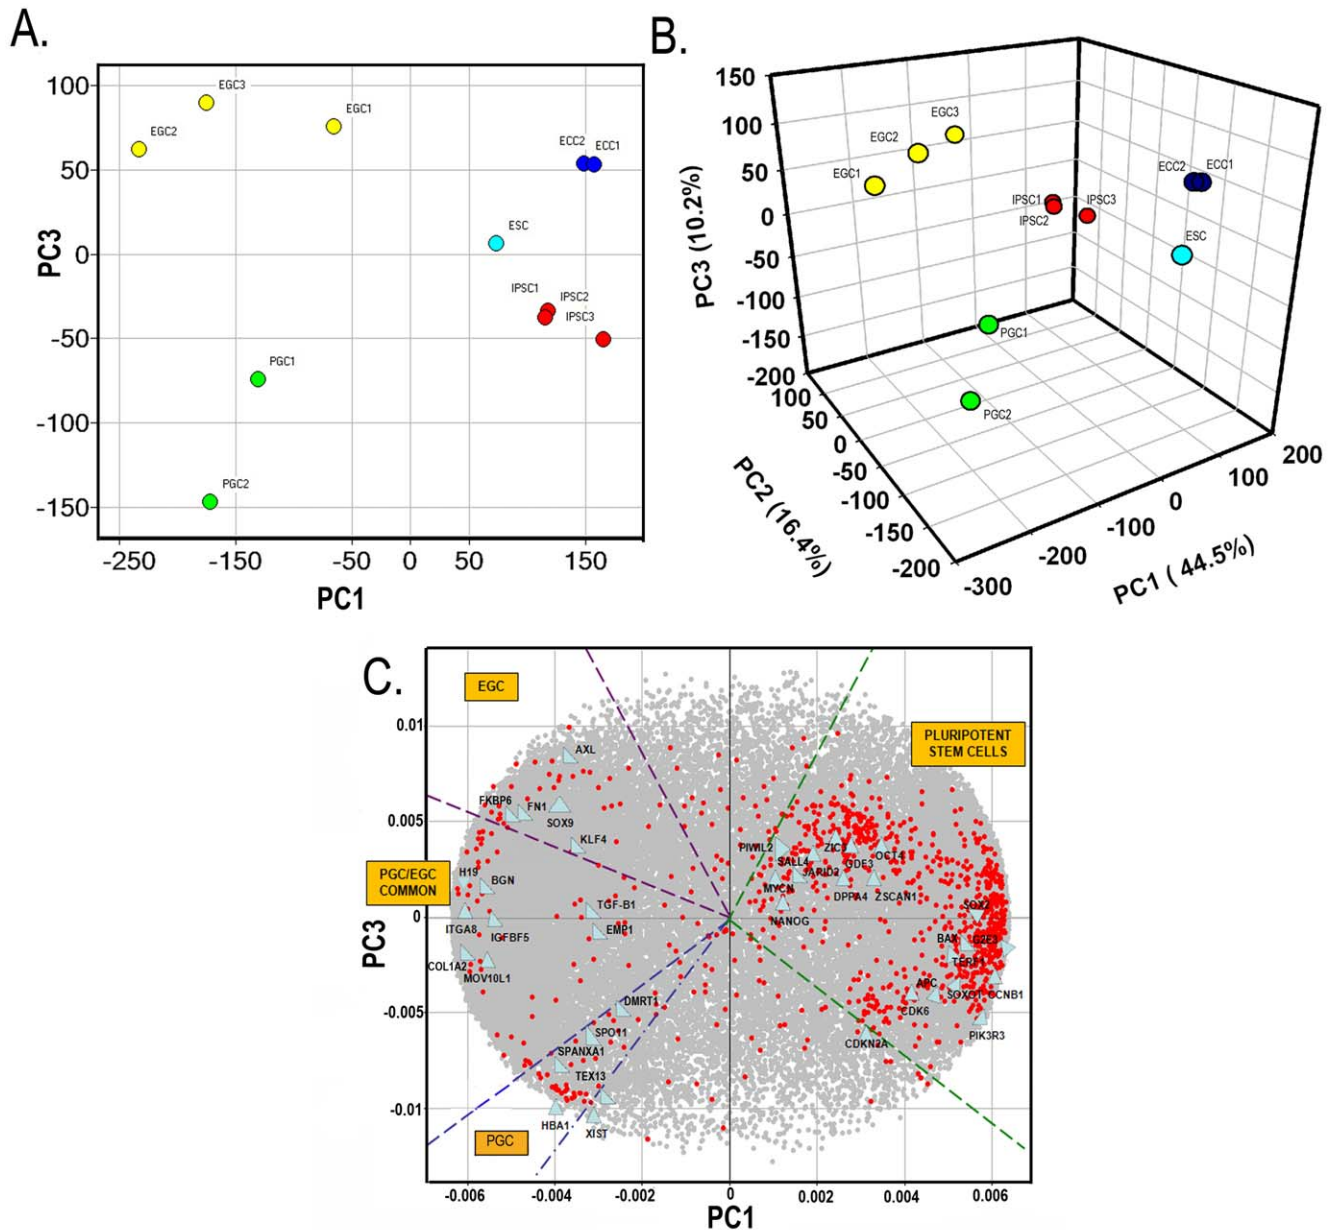 A.
100
50
0
-50
-100
-150
PC3
EGC3
EGC2
EGC1
ECC2
ECC1
ESC
IPSC1
IPSC2
IPSC3
PGC1
PGC2
-250
-150
-50
0
50
150
PC1
B.
150
100
50
0
-50
-100
-150
-200
PC3 (10.2%)
EGC3
EGC2
EGC1
ECC2
ECC1
IPSC1
IPSC3
IPSC2
ESC
PGC1
PGC2
100
50
0
-50
-100
-150
-200
PC2 (16.4%)
-300
-200
-100
0
100
200
PC1 ( 44.5%)
C.
EGC
PLURIPOTENT
STEM CELLS
PGC/EGC
COMMON
PGC
0.01
0.005
0
-0.005
-0.01
PC3
AXL
FKBP6
FN1
SOX9
KLF4
H19
BGN
TGF-B1
ITGA8
IGFBF5
EMP1
COL1A2
MOV10L1
DMRT1
SPO11
SPANXA1
TEX13
HBA1
XIST
PIWIL2
ZIC3
OCT4
SALL4
GDF3
JARID2
MYCN
DPPA4
ZSCAN1
NANOG
SOX2
BAX
TERF1
APC
CCNB1
CDK6
PIK3R3
CDKN2A
-0.006
-0.004
-0.002
0
0.002
0.004
0.006
PC1